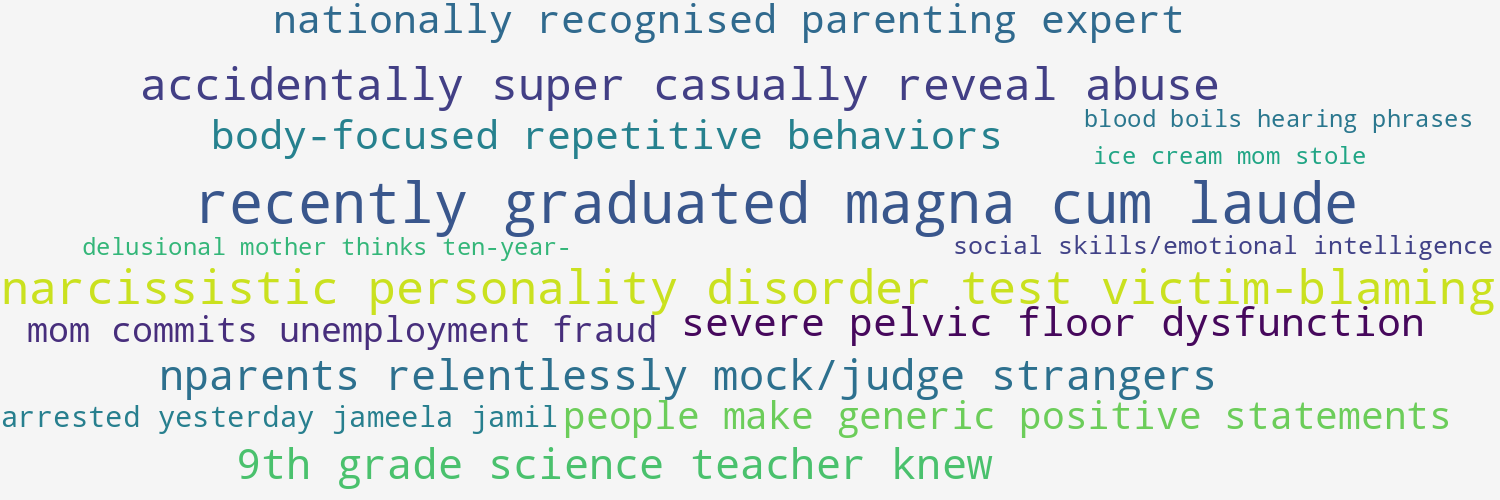 nationally recognised parenting expert
accidentally super casually reveal abuse
blood boils hearing phrases
body-focused repetitive behaviors
ice cream mom stole
recently graduated magna cum laude
delusional mother thinks ten-year-
social skills/emotional intelligence
narcissistic personality disorder test victim-blaming
mom commits unemployment fraud
severe pelvic floor dysfunction
nparents relentlessly mock/judge strangers
arrested yesterday jameela jamil
people make generic positive statements
9th grade science teacher knew